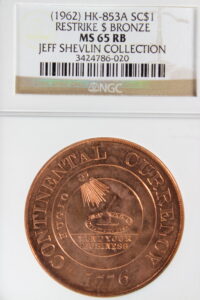 (1962) HK-853A SC$1
RESTRIKE $ BRONZE
MS 65 RB
JEFF SHEVLIN COLLECTION
3424786-020
NGC
CONTINENTAL CURRENCY
FUGIO
MIND YOUR
BUSINESS
1776